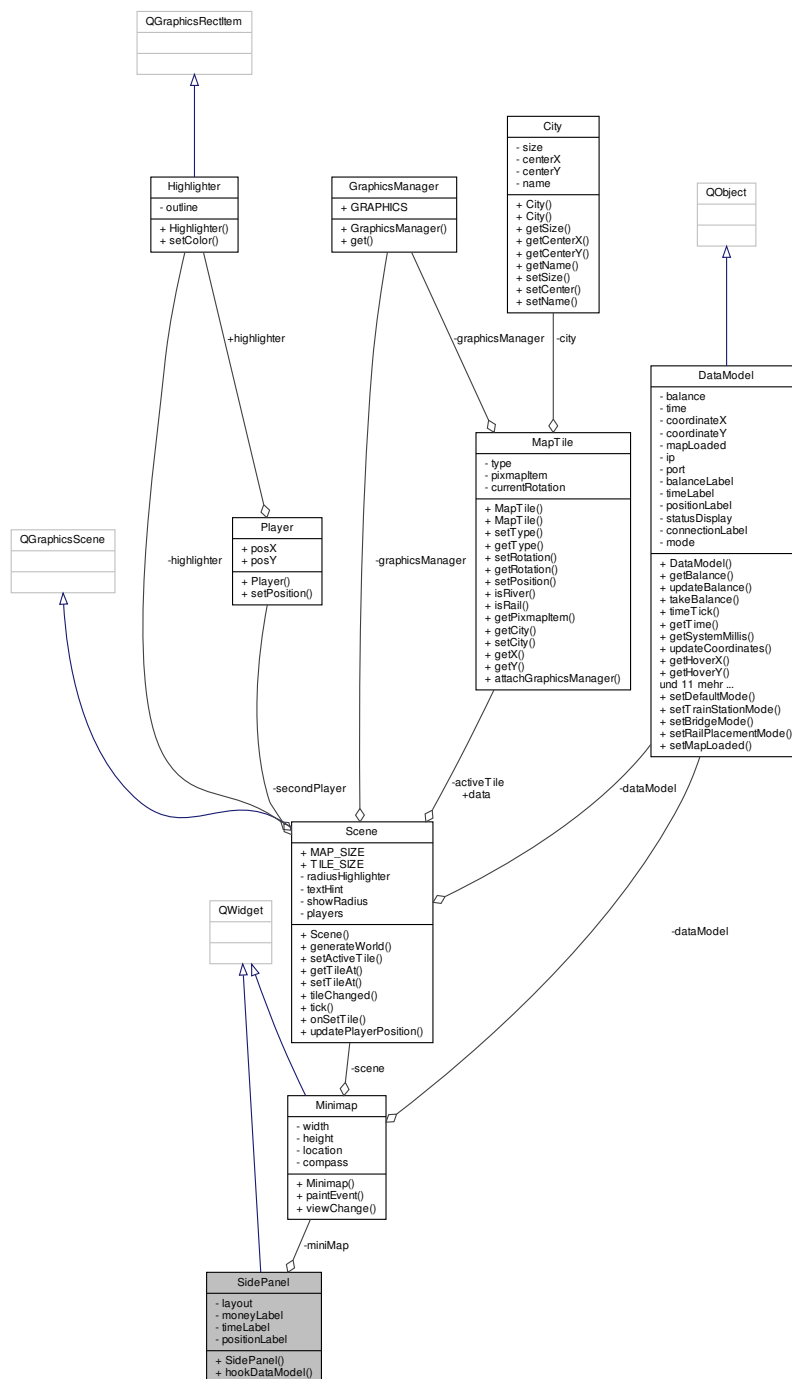 QGraphicsRectItem
City
- size
- centerX
- centerY
- name
+ City()
+ City()
+ getSize()
+ getCenterX()
+ getCenterY()
+ getName()
+ setSize()
+ setCenter()
+ setName()
Highlighter
- outline
+ Highlighter()
+ setColor()
GraphicsManager
+ GRAPHICS
+ GraphicsManager()
+ get()
QObject
+highlighter
-graphicsManager
-city
DataModel
- balance
- time
- coordinateX
- coordinateY
- mapLoaded
- ip
- port
- balanceLabel
- timeLabel
- positionLabel
- statusDisplay
- connectionLabel
- mode
+ DataModel()
+ getBalance()
+ updateBalance()
+ takeBalance()
+ timeTick()
+ getTime()
+ getSystemMillis()
+ updateCoordinates()
+ getHoverX()
+ getHoverY()
und 11 mehr ...
+ setDefaultMode()
+ setTrainStationMode()
+ setBridgeMode()
+ setRailPlacementMode()
+ setMapLoaded()
MapTile
- type
- pixmapItem
- currentRotation
+ MapTile()
+ MapTile()
+ setType()
+ getType()
+ setRotation()
+ getRotation()
+ setPosition()
+ isRiver()
+ isRail()
+ getPixmapItem()
+ getCity()
+ setCity()
+ getX()
+ getY()
+ attachGraphicsManager()
Player
+ posX
+ posY
+ Player()
+ setPosition()
QGraphicsScene
-highlighter
-graphicsManager
-secondPlayer
-activeTile
+data
-dataModel
Scene
+ MAP_SIZE
+ TILE_SIZE
- radiusHighlighter
- textHint
- showRadius
- players
+ Scene()
+ generateWorld()
+ setActiveTile()
+ getTileAt()
+ setTileAt()
+ tileChanged()
+ tick()
+ onSetTile()
+ updatePlayerPosition()
QWidget
-dataModel
-scene
Minimap
- width
- height
- location
- compass
+ Minimap()
+ paintEvent()
+ viewChange()
-miniMap
SidePanel
- layout
- moneyLabel
- timeLabel
- positionLabel
+ SidePanel()
+ hookDataModel()